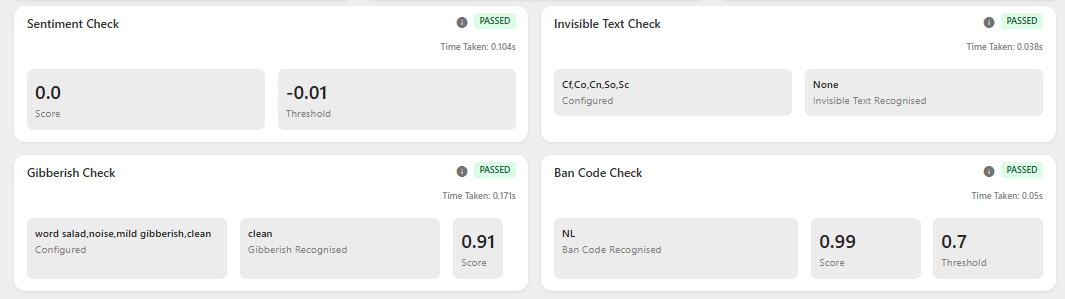 Sentiment Check
PASSED
Time Taken: 0.104s
0.0
Score
-0.01
Threshold
Invisible Text Check
PASSED
Time Taken: 0.038s
Cf,Co,Cn,So,Sc
Configured
None
Invisible Text Recognised
Gibberish Check
PASSED
Time Taken: 0.171s
word salad,noise,mild gibberish,clean
Configured
clean
Gibberish Recognised
0.91
Score
Ban Code Check
PASSED
Time Taken: 0.05s
NL
Ban Code Recognised
0.99
Score
0.7
Threshold